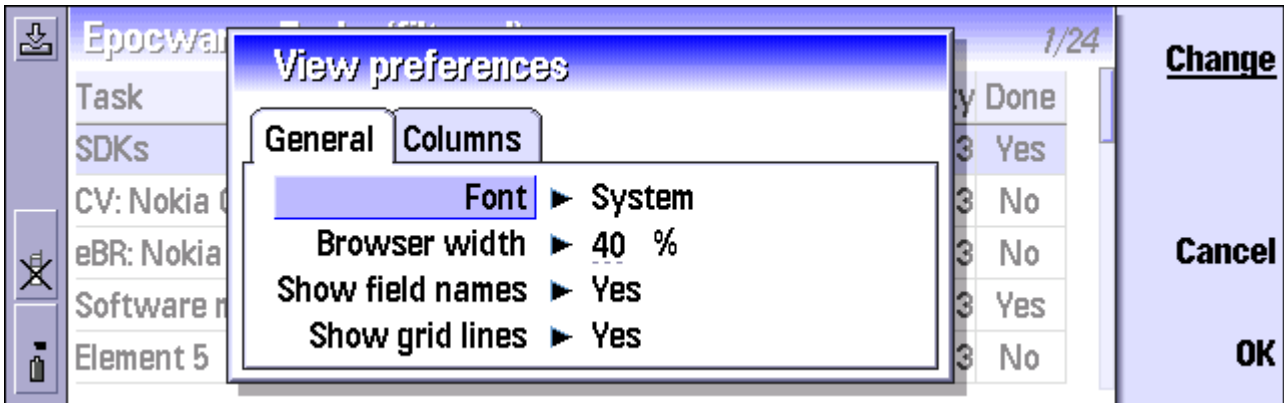 Epocwar
1/24
View preferences
Change
Task
y Done
General Columns
SDKs
3 Yes
Font System
CV: Nokia
3 No
Browser width 40 %
eBR: Nokia
3 No
Cancel
Show field names Yes
Software
3 Yes
Show grid lines Yes
Element 5
3 No
OK